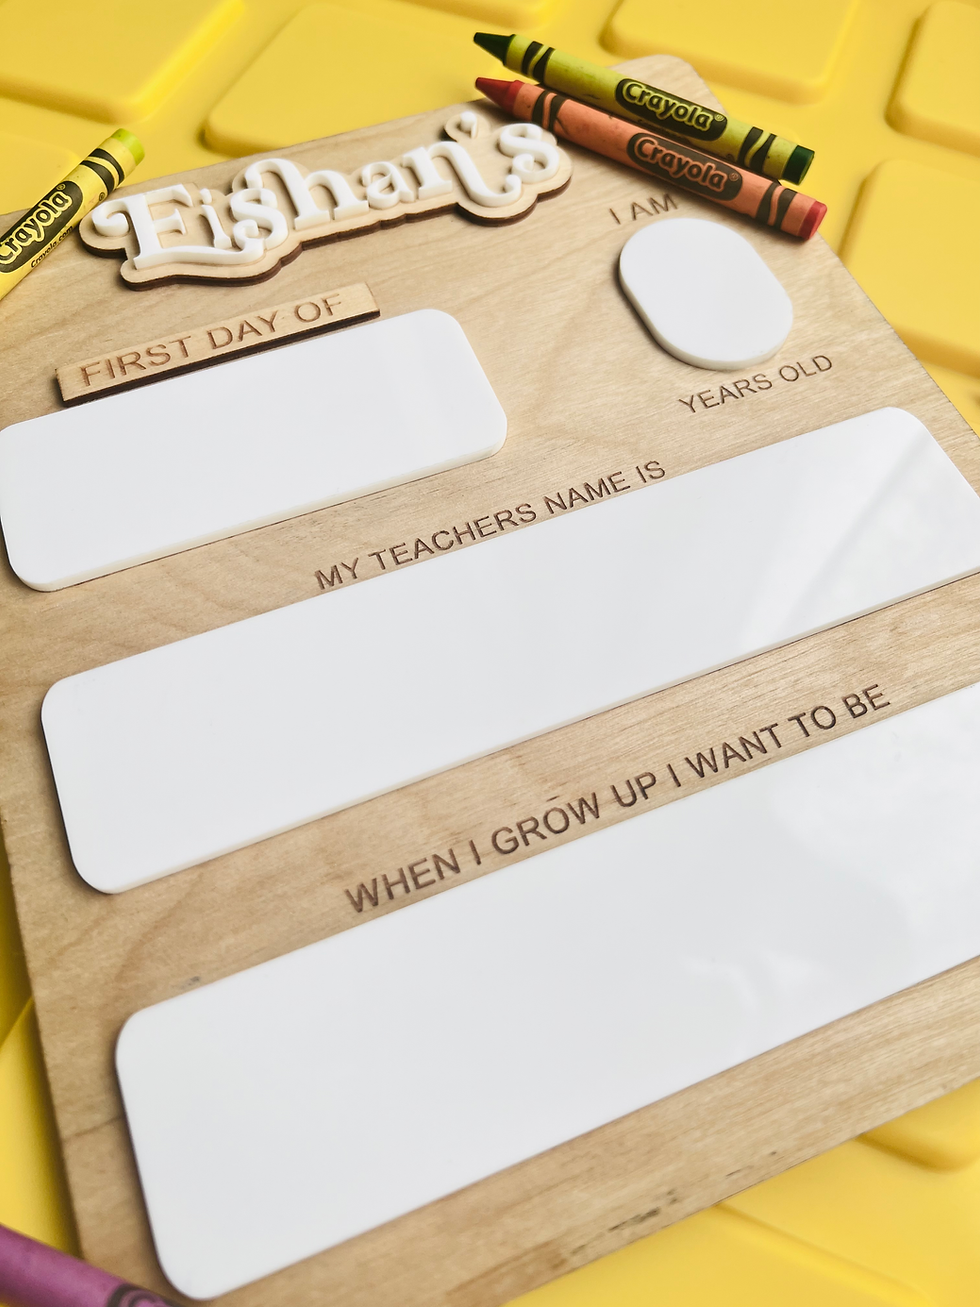 Eishan's
FIRST DAY OF
I AM
YEARS OLD
MY TEACHERS NAME IS
WHEN I GROW UP I WANT TO BE
Crayola
Crayola
Crayola
Crayola.com